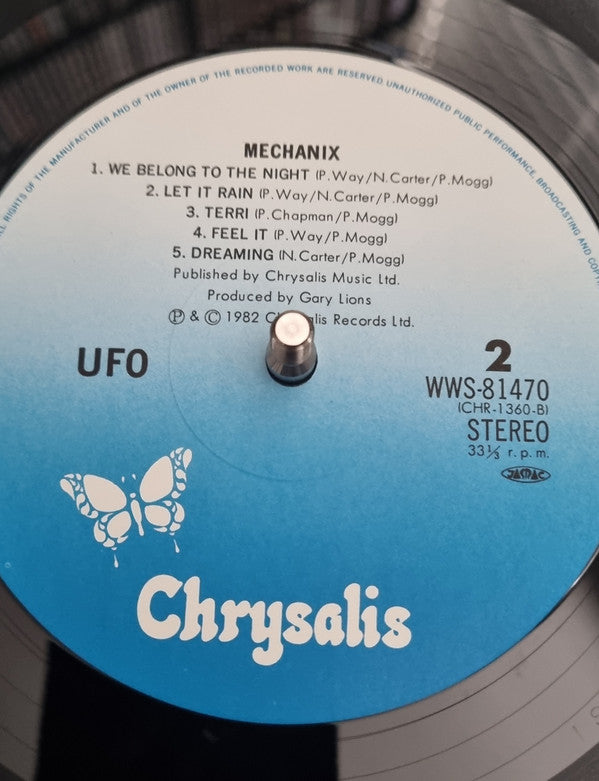 ALL RIGHTS OF THE MANUFACTURER AND OF THE OWNER OF THE RECORDED WORK ARE RESERVED. UNAUTHORIZED PUBLIC PERFORMANCE, BROADCASTING AND
MECHANIX
1. WE BELONG TO THE NIGHT (P.Way/N.Carter/P.Mogg)
2. LET IT RAIN (P.Way/N.Carter/P.Mogg)
3. TERRI (P.Chapman/P.Mogg)
4. FEEL IT (P.Way/P.Mogg)
5. DREAMING (N.Carter/P.Mogg)
Published by Chrysalis Music Ltd.
Produced by Gary Lions
℗ & © 1982 Chrysalis Records Ltd.
UFO
2
WWS-81470
(CHR-1360-B)
STEREO
33⅓ r.p.m.
JASRAC
Chrysalis